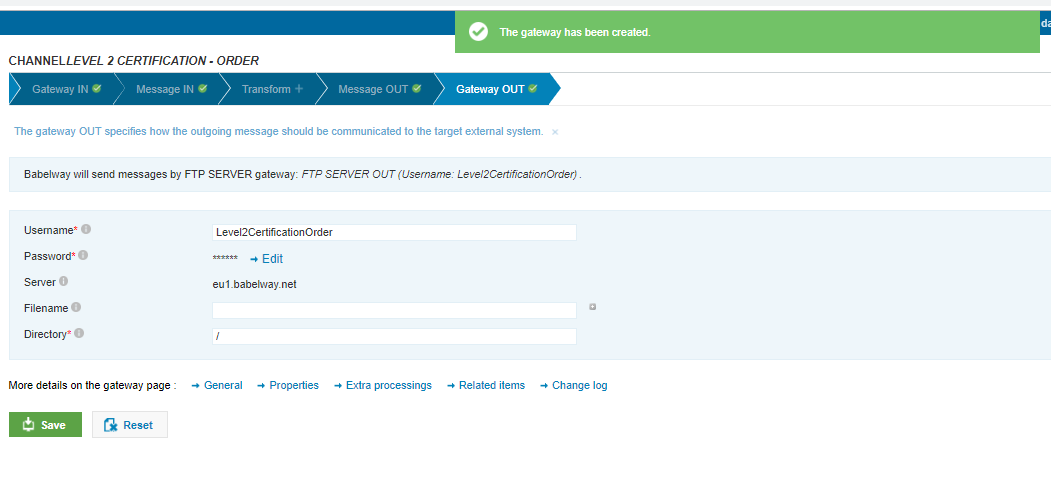 The gateway has been created.
da
CHANNELLEVEL 2 CERTIFICATION - ORDER
Gateway IN Message IN Transform + Message OUT Gateway OUT
The gateway OUT specifies how the outgoing message should be communicated to the target external system. ×
Babelway will send messages by FTP SERVER gateway: FTP SERVER OUT (Username: Level2CertificationOrder) .
Username* Level2CertificationOrder
Password* ****** → Edit
Server eu1.babelway.net
Filename
Directory* /
More details on the gateway page : → General → Properties → Extra processings → Related items → Change log
Save Reset